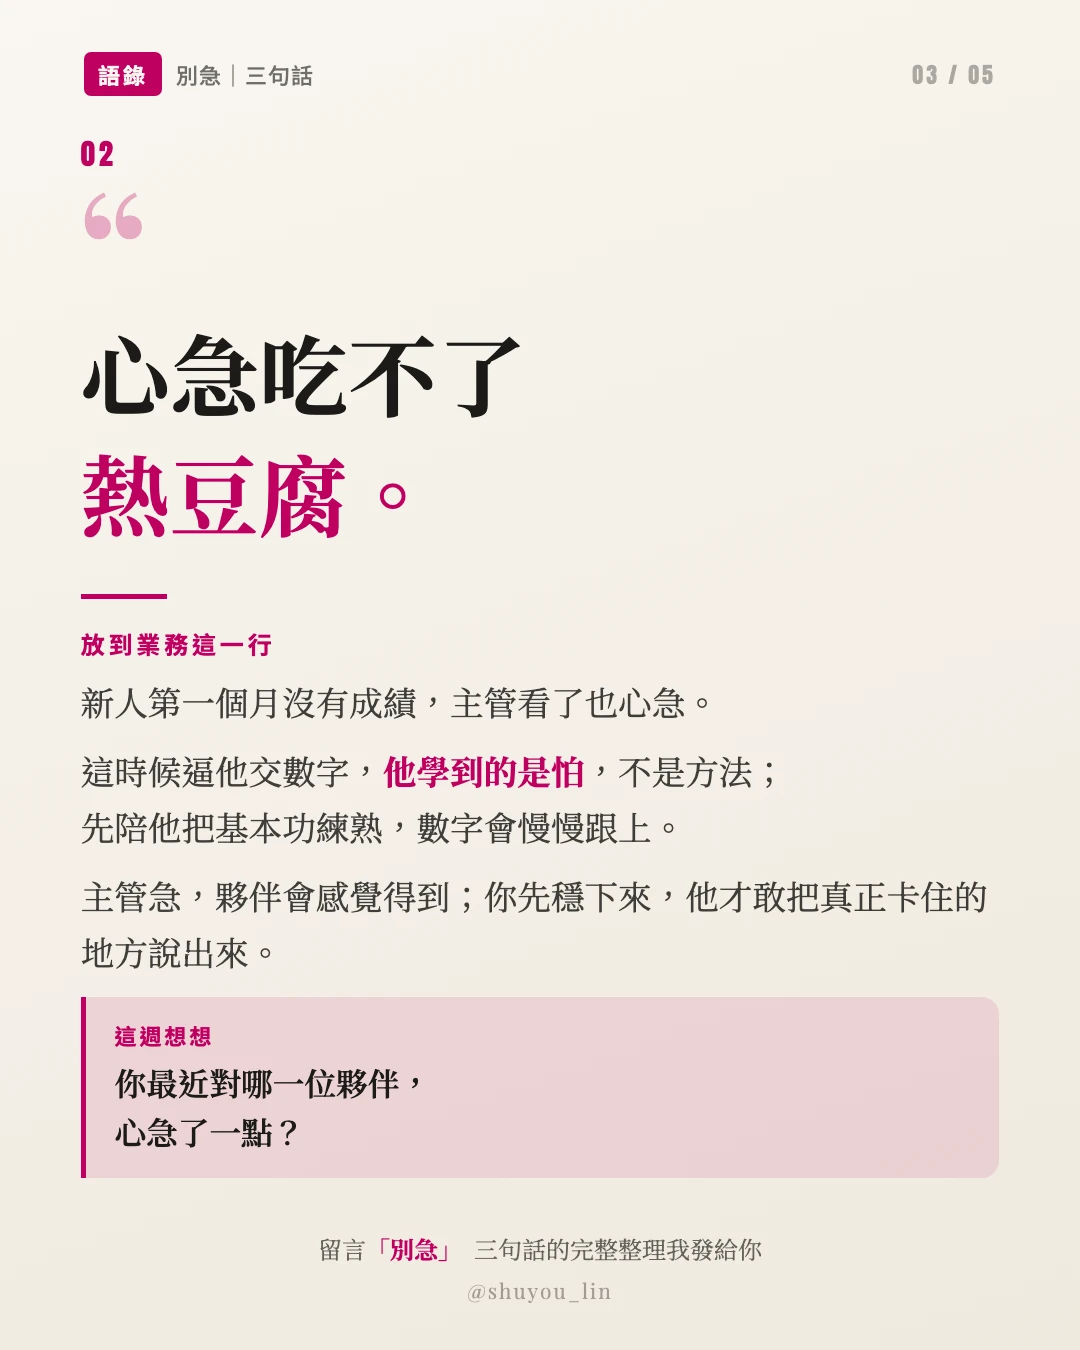 語錄 別急｜三句話 03 / 05
02
“
心急吃不了
熱豆腐。
放到業務這一行
新人第一個月沒有成績，主管看了也心急。
這時候逼他交數字，他學到的是怕，不是方法；
先陪他把基本功練熟，數字會慢慢跟上。
主管急，夥伴會感覺得到；你先穩下來，他才敢把真正卡住的
地方說出來。
這週想想
你最近對哪一位夥伴，
心急了一點？
留言「別急」 三句話的完整整理我發給你
@shuyou_lin